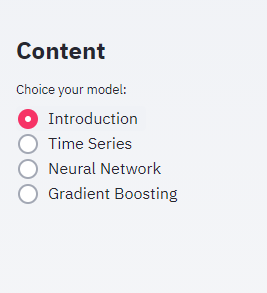 Content
Choice your model:
Introduction
Time Series
Neural Network
Gradient Boosting